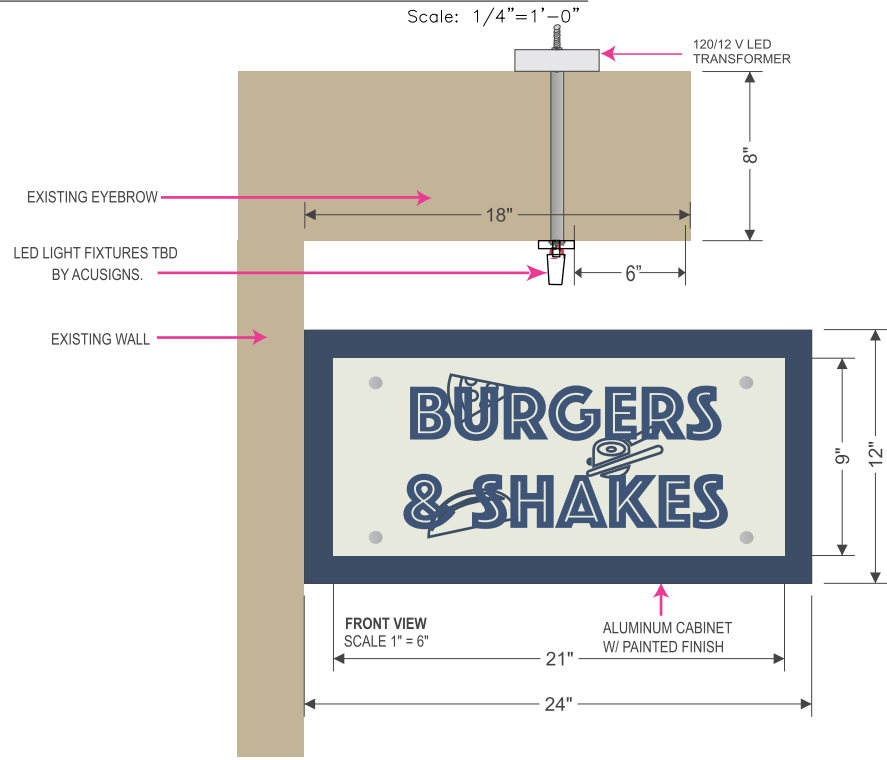 Scale: 1/4"=1'-0"
120/12 V LED
TRANSFORMER
8"
EXISTING EYEBROW
18"
LED LIGHT FIXTURES TBD
BY ACUSIGNS.
6”
EXISTING WALL
BURGERS
& SHAKES
9"
12"
FRONT VIEW
SCALE 1" = 6"
ALUMINUM CABINET
W/ PAINTED FINISH
21"
24"